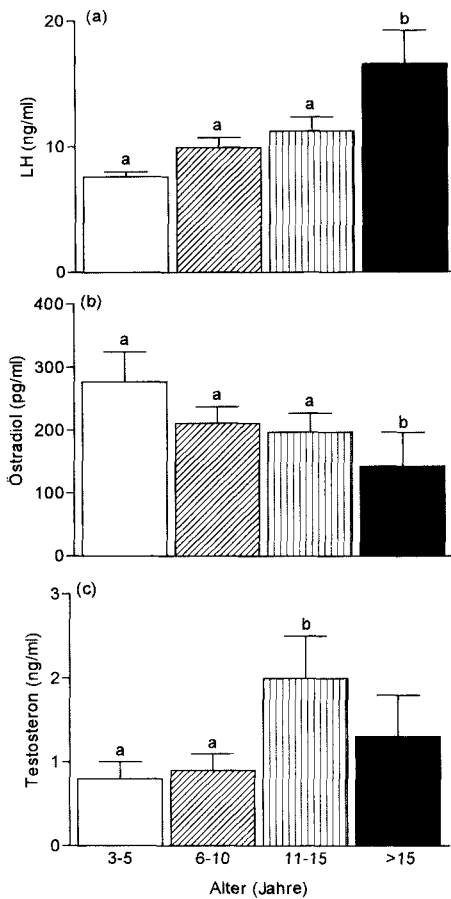 (a)
LH (ng/ml)
20
10
0
a
a
a
b
(b)
Östradiol (pg/ml)
400
300
200
100
0
a
a
a
b
(c)
Testosteron (ng/ml)
3
2
1
0
a
a
b
3-5
6-10
11-15
>15
Alter (Jahre)